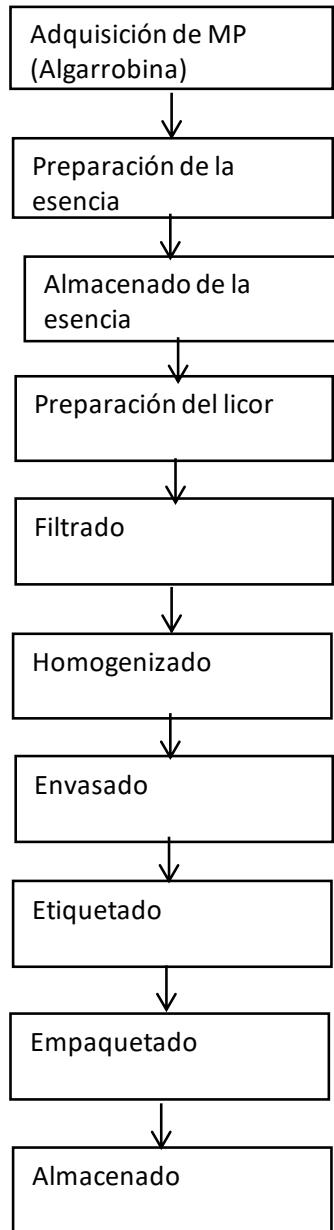 Adquisición de MP
(Algarrobina)
Preparación de la
esencia
Almacenado de la
esencia
Preparación del licor
Filtrado
Homogenizado
Envasado
Etiquetado
Empaquetado
Almacenado